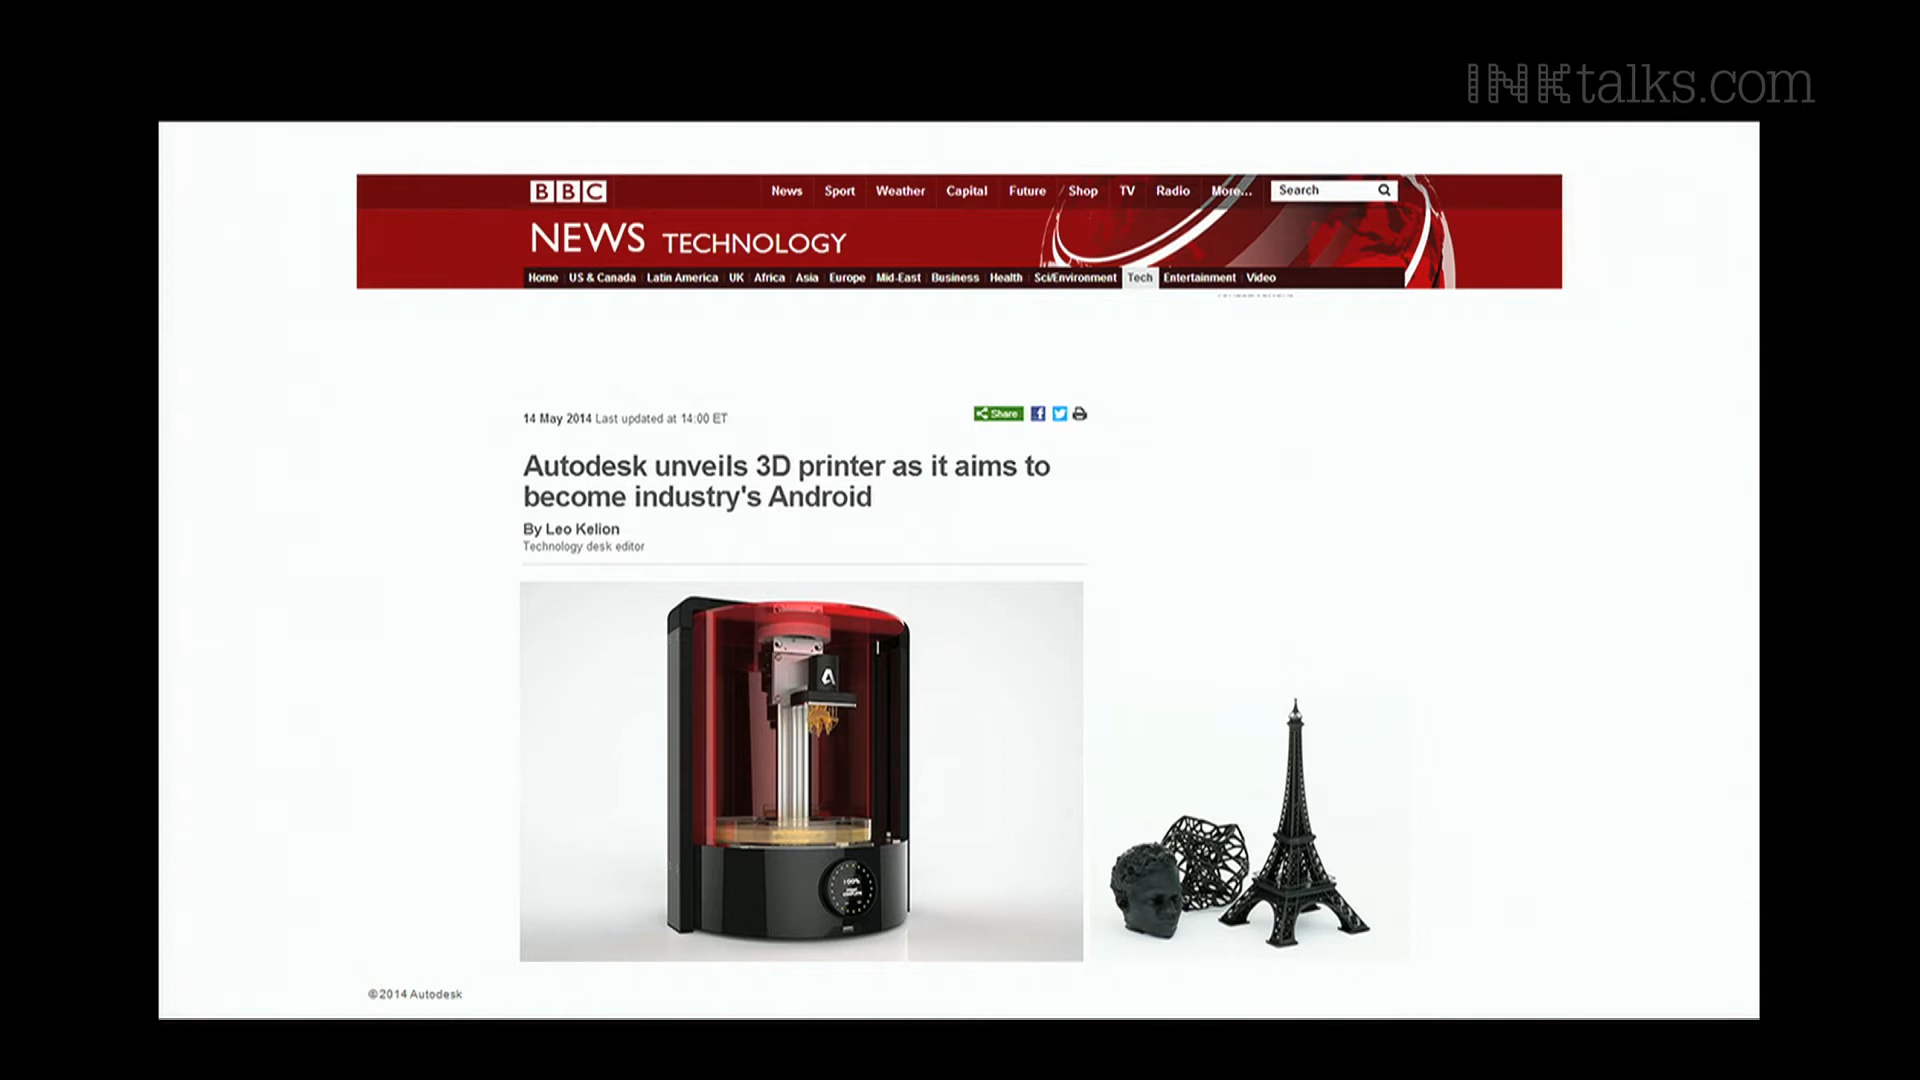 INKtalks.com
BBC
News Sport Weather Capital Future Shop TV Radio More... Search
NEWS TECHNOLOGY
Home US & Canada Latin America UK Africa Asia Europe Mid-East Business Health Sci/Environment Tech Entertainment Video
14 May 2014 Last updated at 14:00 ET
Share
Autodesk unveils 3D printer as it aims to
become industry's Android
By Leo Kelion
Technology desk editor
100%
©2014 Autodesk